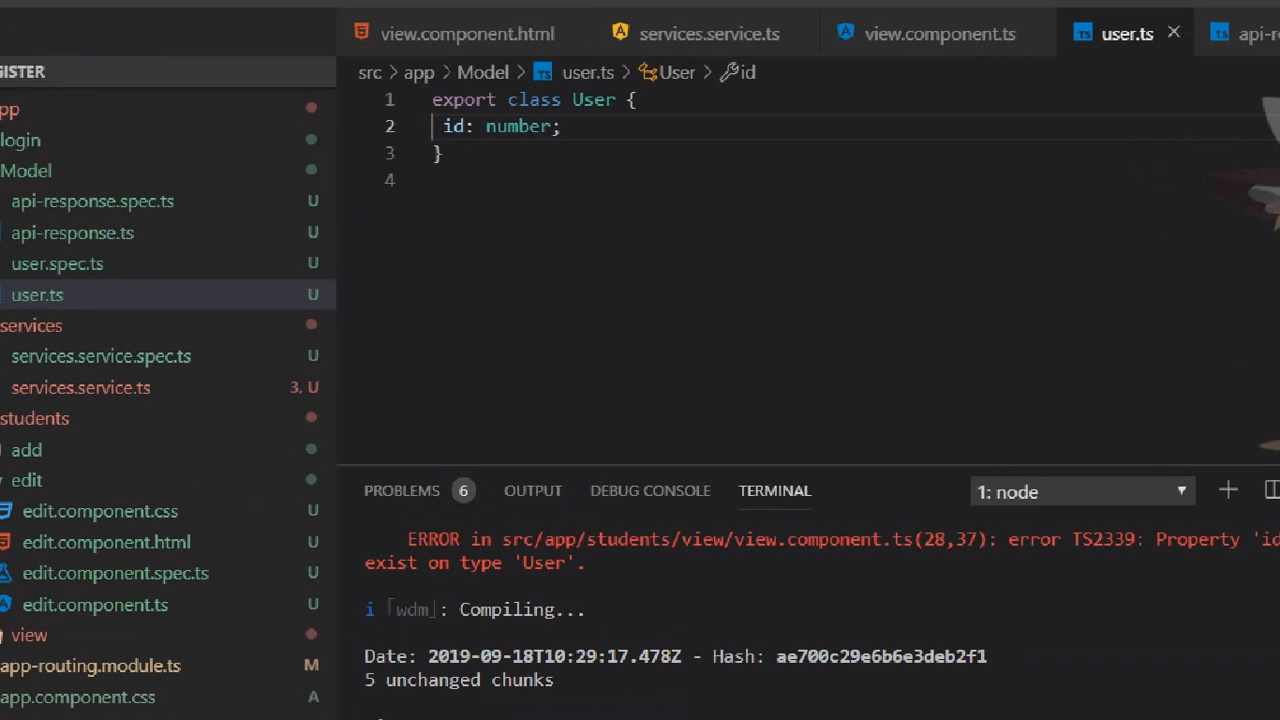 view.component.html services.service.ts view.component.ts user.ts api-r
GISTER
src > app > Model > user.ts > User > id
pp
login
Model
api-response.spec.ts U
api-response.ts U
user.spec.ts U
user.ts U
services
services.service.spec.ts U
services.service.ts 3, U
students
add
edit
edit.component.css U
edit.component.html U
edit.component.spec.ts U
edit.component.ts U
view
app-routing.module.ts M
app.component.css A
1 export class User {
2 id: number;
3 }
4
PROBLEMS 6 OUTPUT DEBUG CONSOLE TERMINAL 1: node
ERROR in src/app/students/view/view.component.ts(28,37): error TS2339: Property 'id
exist on type 'User'.
i 「wdm」: Compiling...
Date: 2019-09-18T10:29:17.478Z - Hash: ae700c29e6b6e3deb2f1
5 unchanged chunks